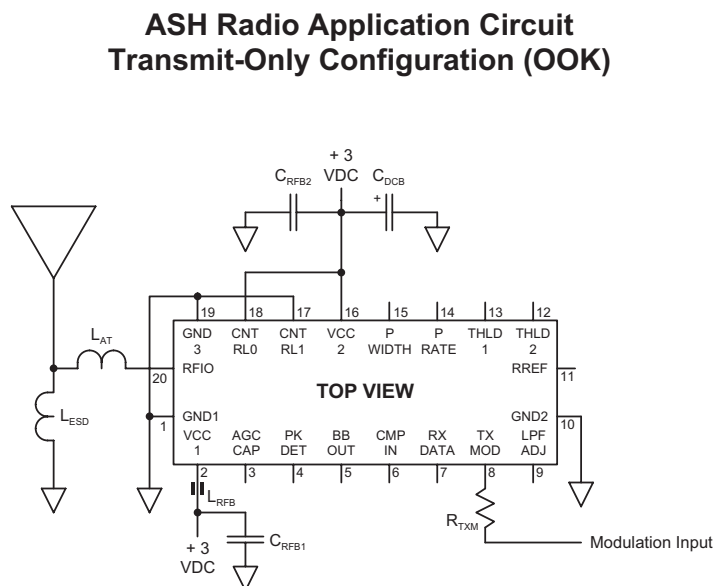 ASH Radio Application Circuit
Transmit-Only Configuration (OOK)
+ 3
VDC
CRFB2
CDCB
+
19
18
17
16
15
14
13
12
GND
3
CNT
RL0
CNT
RL1
VCC
2
P
WIDTH
P
RATE
THLD
1
THLD
2
LAT
20
RFIO
RREF
11
TOP VIEW
LESD
1
GND1
GND2
10
VCC
1
AGC
CAP
PK
DET
BB
OUT
CMP
IN
RX
DATA
TX
MOD
LPF
ADJ
2
3
4
5
6
7
8
9
LRFB
RTXM
+ 3
VDC
CRFB1
Modulation Input